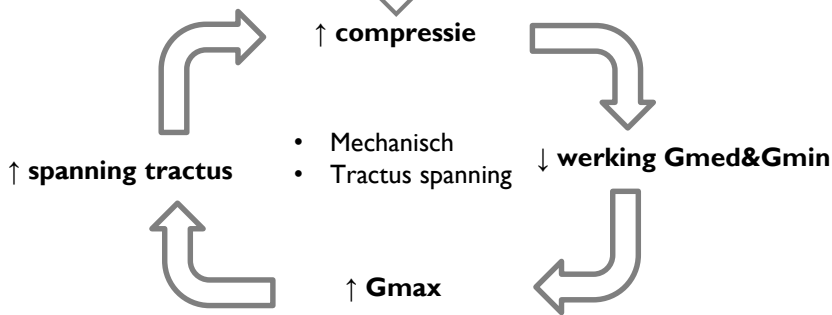 ↑ compressie
• Mechanisch
• Tractus spanning
↑ spanning tractus
↓ werking Gmed&Gmin
↑ Gmax